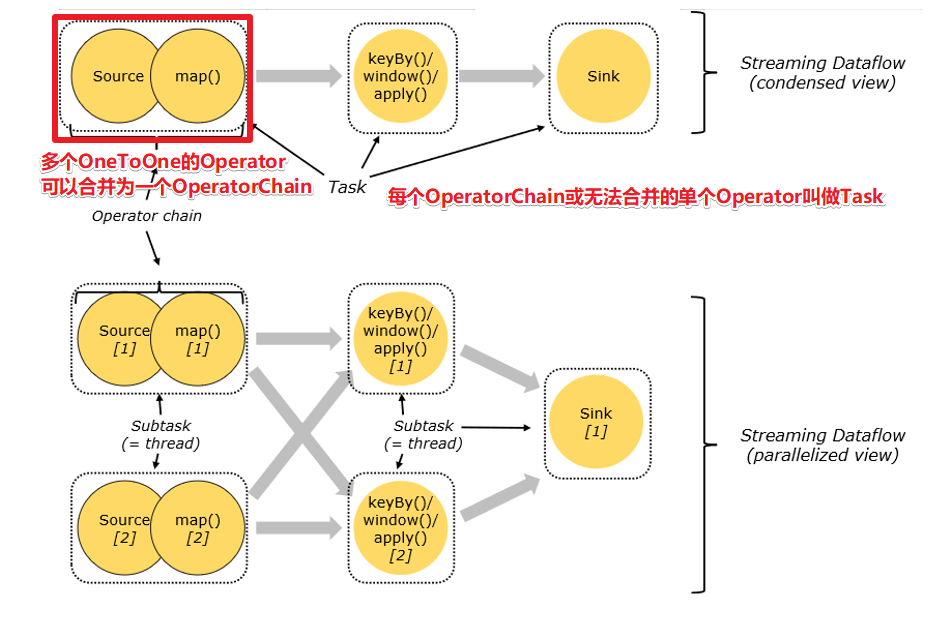 Source
map()
keyBy()/
window()/
apply()
Sink
Streaming Dataflow
(condensed view)
多个OneToOne的Operator
可以合并为一个OperatorChain
Task
每个OperatorChain或无法合并的单个Operator叫做Task
Operator chain
Source
[1]
map()
[1]
keyBy()/
window()/
apply()
[1]
Subtask
(= thread)
Subtask
(= thread)
Sink
[1]
Streaming Dataflow
(parallelized view)
Source
[2]
map()
[2]
keyBy()/
window()/
apply()
[2]